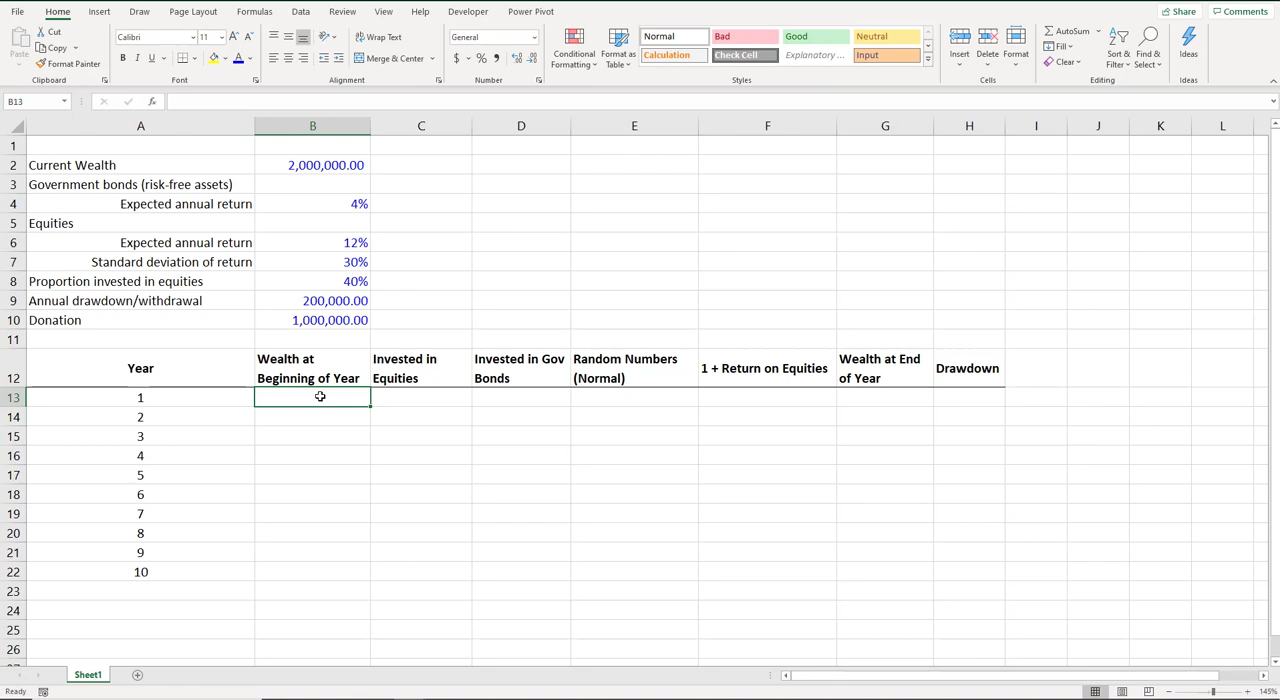 File Home Insert Draw Page Layout Formulas Data Review View Help Developer Power Pivot Share Comments
Cut
Copy
Format Painter
Paste
Clipboard
Calibri 11
B I U
Font
Wrap Text
Merge & Center
Alignment
General
$ % ,
Number
Conditional Formatting
Format as Table
Normal Bad Good Neutral
Calculation Check Cell Explanatory ... Input
Styles
Insert Delete Format
Cells
AutoSum
Fill
Clear
Sort & Filter
Find & Select
Editing
Ideas
Ideas
B13 fx
A B C D E F G H I J K L
1
2 Current Wealth 2,000,000.00
3 Government bonds (risk-free assets)
4 Expected annual return 4%
5 Equities
6 Expected annual return 12%
7 Standard deviation of return 30%
8 Proportion invested in equities 40%
9 Annual drawdown/withdrawal 200,000.00
10 Donation 1,000,000.00
11
12 Year Wealth at Beginning of Year Invested in Equities Invested in Gov Bonds Random Numbers (Normal) 1 + Return on Equities Wealth at End of Year Drawdown
13 1
14 2
15 3
16 4
17 5
18 6
19 7
20 8
21 9
22 10
23
24
25
26
Sheet1
Ready 145%